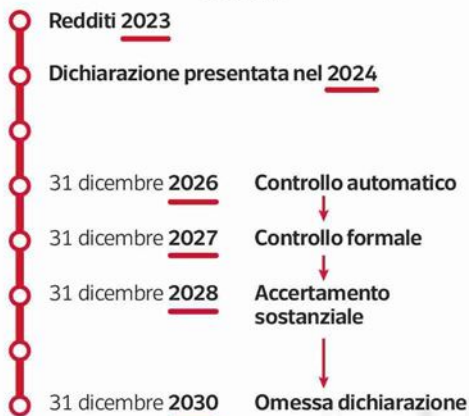 Redditi 2023
Dichiarazione presentata nel 2024
31 dicembre 2026 Controllo automatico
31 dicembre 2027 Controllo formale
31 dicembre 2028 Accertamento
sostanziale
31 dicembre 2030 Omessa dichiarazione